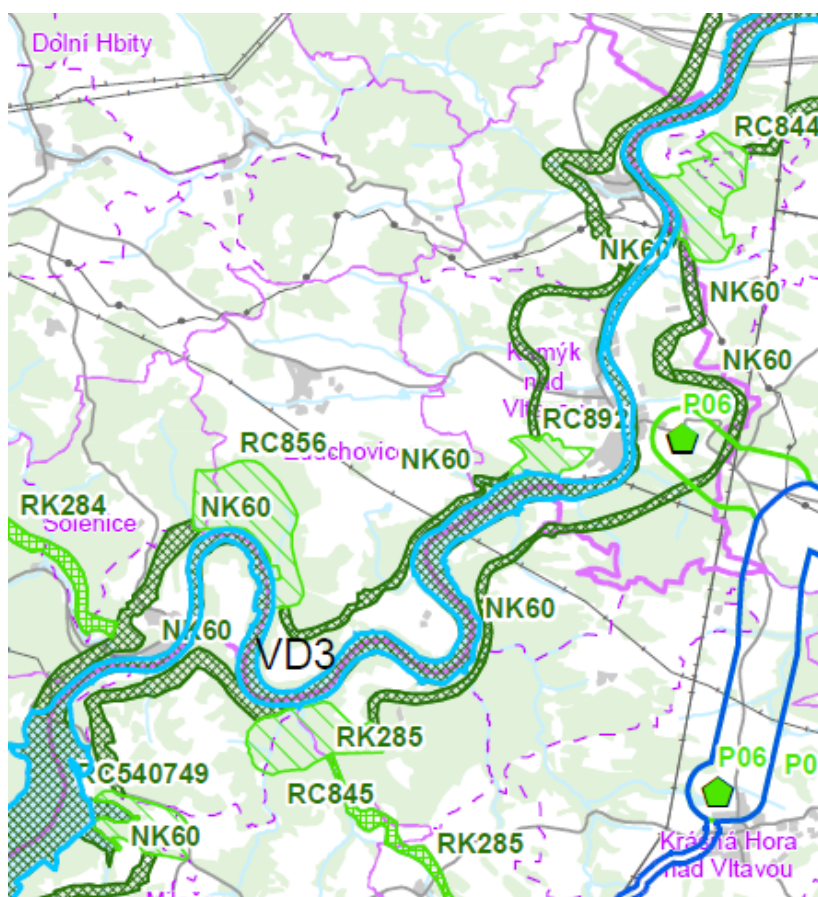 Dolní Hbity
RC844
NK60
NK60
NK60
Kamýk
nad
P06
RC892
RC856
NK60
RK284
NK60
Solenice
NK60
NK60
VD3
RK285
P06
RC540749
RC845
NK60
RK285
Krásná Hora
nad Vltavou